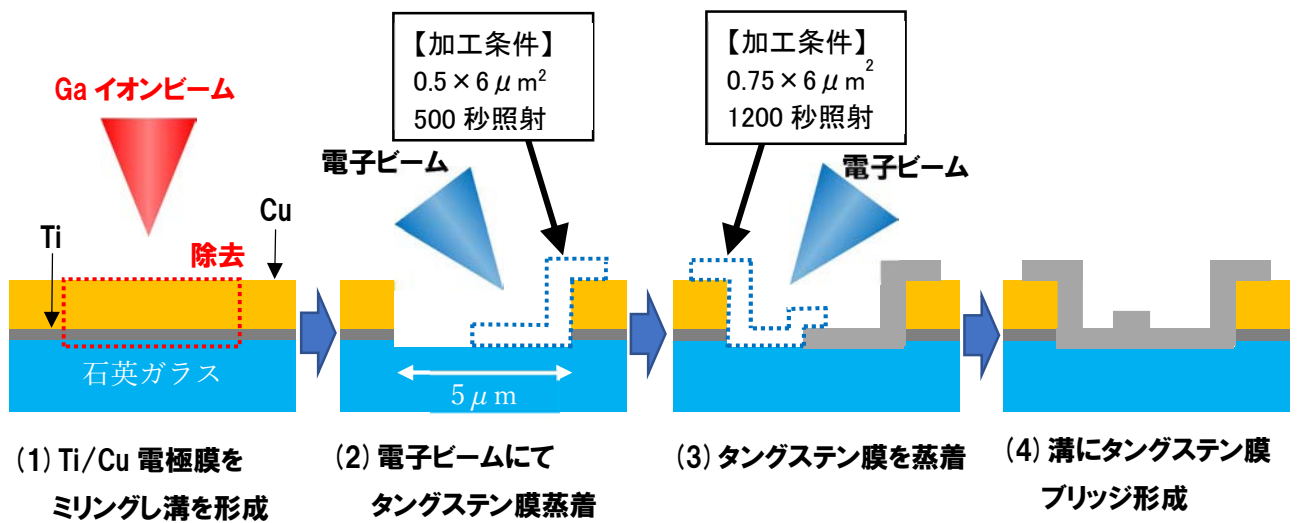 Ga イオンビーム
Ti
Cu
除去
石英ガラス
(1) Ti/Cu 電極膜を
ミリングし溝を形成
【加工条件】
0.5×6μm²
500 秒照射
電子ビーム
5μm
(2) 電子ビームにて
タングステン膜蒸着
【加工条件】
0.75×6μm²
1200 秒照射
電子ビーム
(3) タングステン膜を蒸着
(4) 溝にタングステン膜
ブリッジ形成